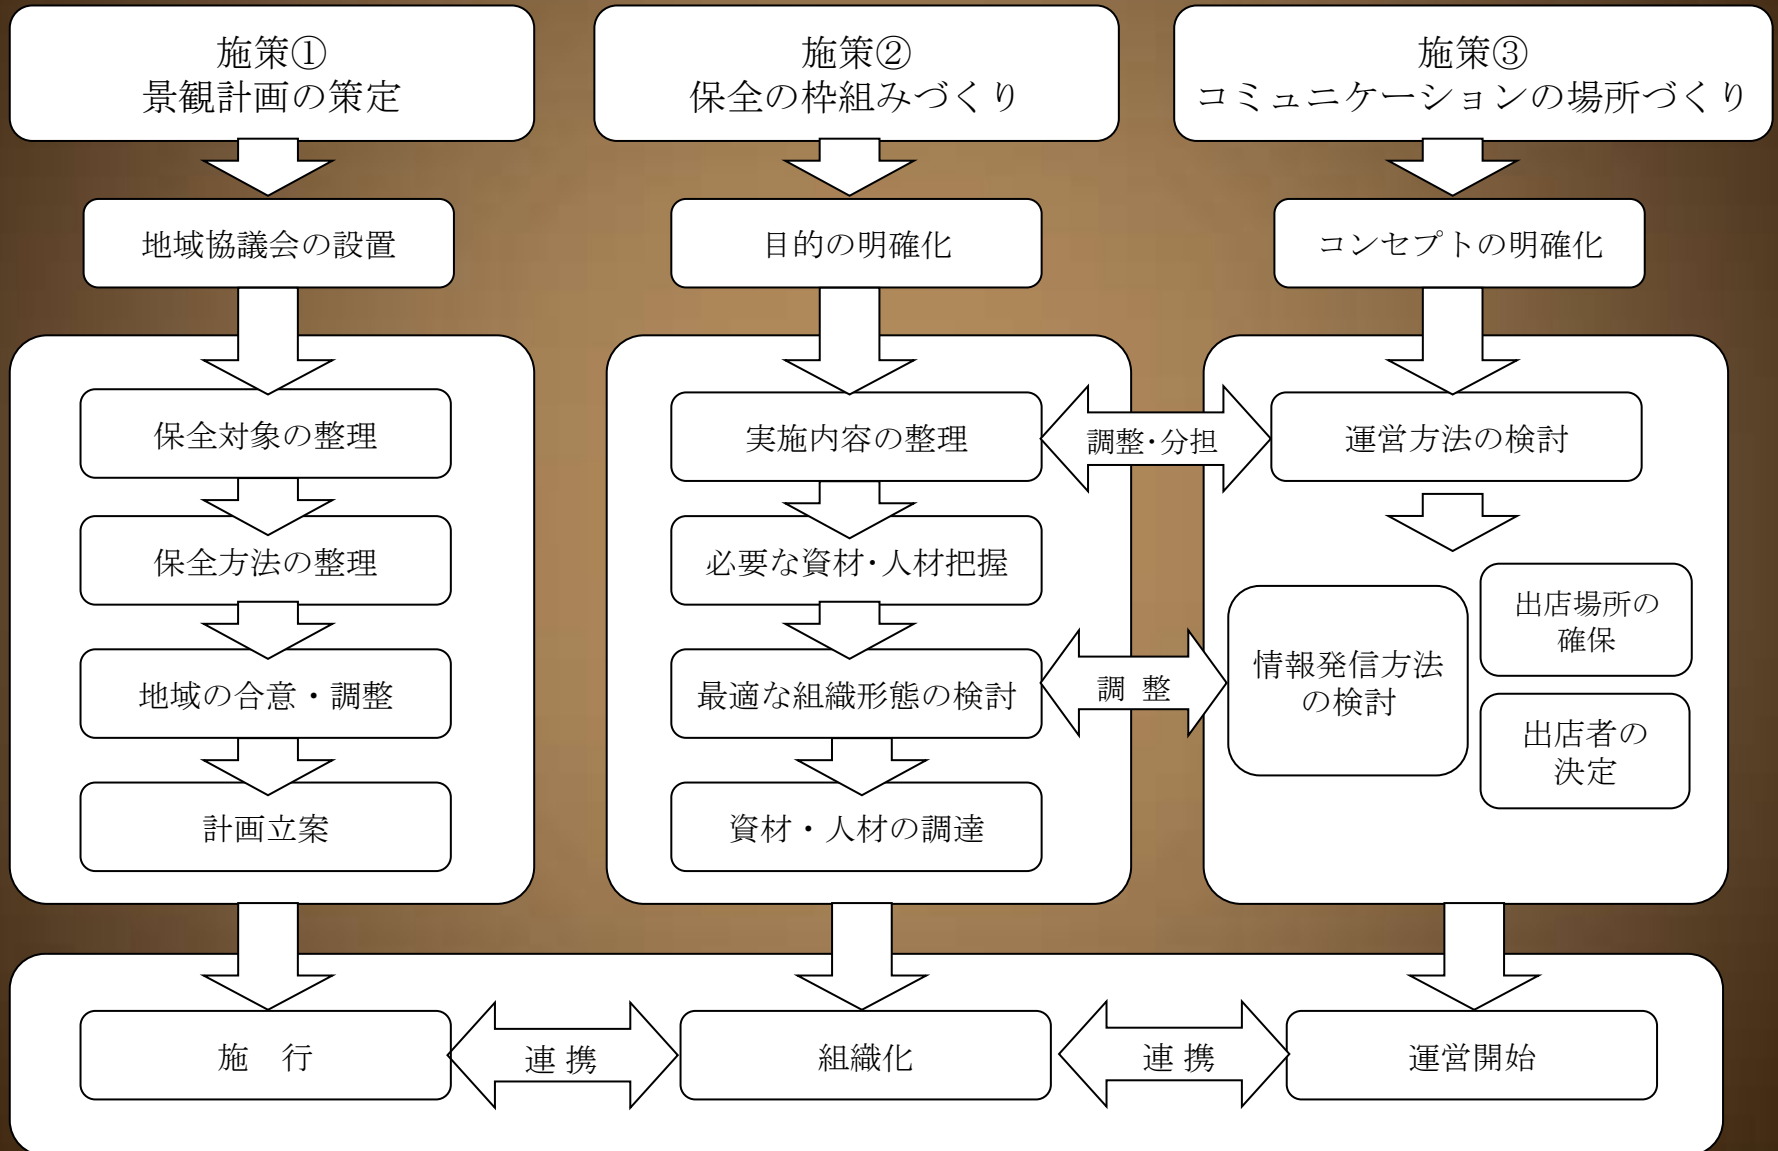 施策①
景観計画の策定
施策②
保全の枠組みづくり
施策③
コミュニケーションの場所づくり
地域協議会の設置
目的の明確化
コンセプトの明確化
保全対象の整理
保全方法の整理
地域の合意・調整
計画立案
実施内容の整理
必要な資材・人材把握
最適な組織形態の検討
資材・人材の調達
調整・分担
調 整
運営方法の検討
情報発信方法
の検討
出店場所の
確保
出店者の
決定
施　行
連 携
組織化
連 携
運営開始